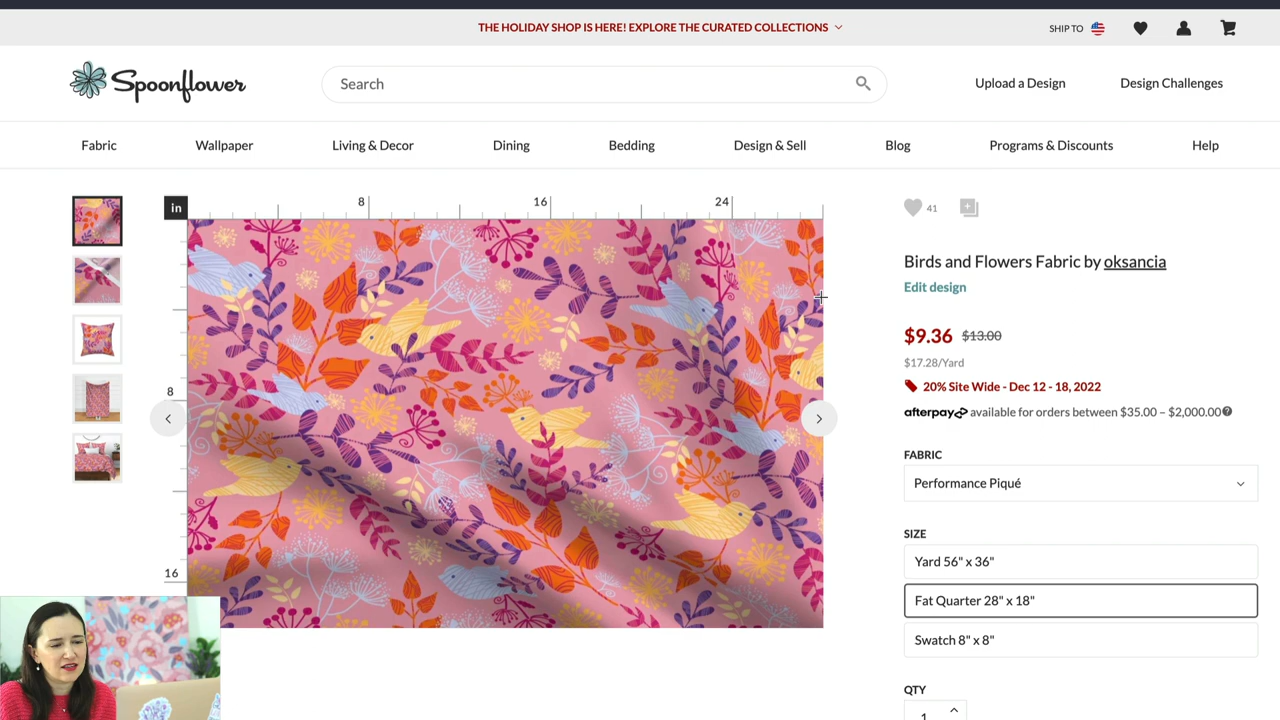 THE HOLIDAY SHOP IS HERE! EXPLORE THE CURATED COLLECTIONS
SHIP TO
Spoonflower
Search
Upload a Design
Design Challenges
Fabric
Wallpaper
Living & Decor
Dining
Bedding
Design & Sell
Blog
Programs & Discounts
Help
in
8
16
24
8
16
41
Birds and Flowers Fabric by oksancia
Edit design
$9.36 $13.00
$17.28/Yard
20% Site Wide - Dec 12 - 18, 2022
afterpay available for orders between $35.00 – $2,000.00
FABRIC
Performance Piqué
SIZE
Yard 56" x 36"
Fat Quarter 28" x 18"
Swatch 8" x 8"
QTY
1